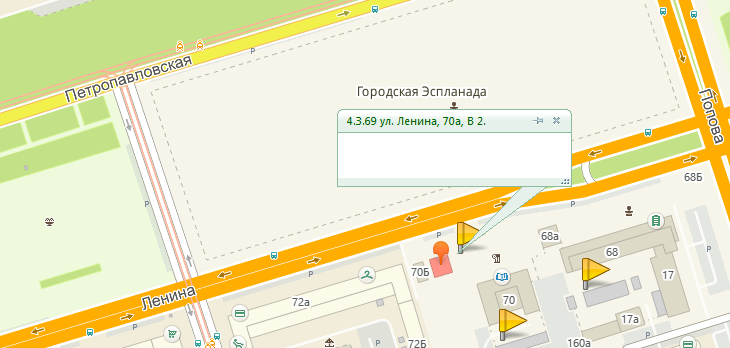 Петропавловская
P
Городская Эспланада
Попова
4.3.69 ул. Ленина, 70а, В 2.
P
P
68Б
P
P
P
68а
68
70Б
17
Ленина
P
72а
70
17а
72Б
160а